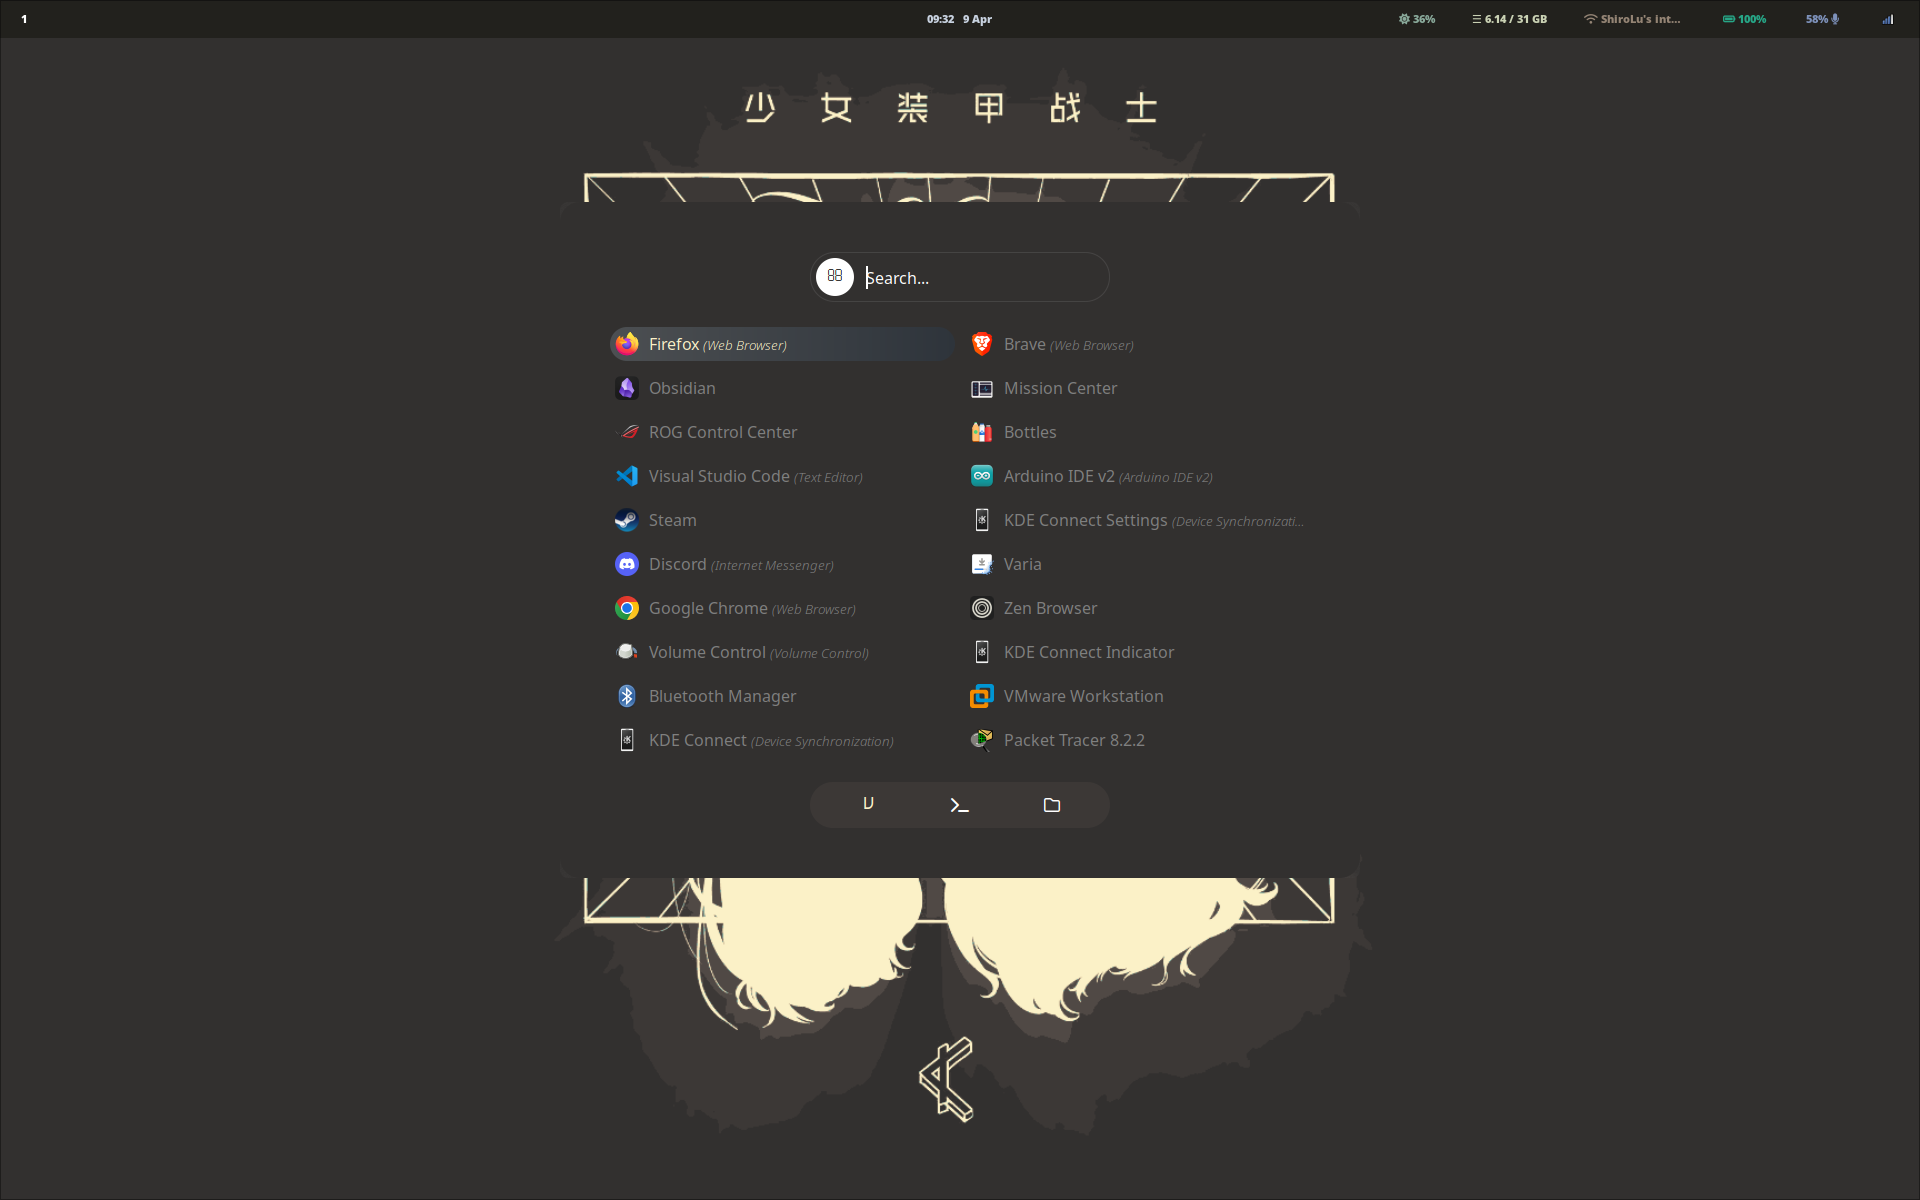 1
09:32 9 Apr
36%
6.14 / 31 GB
ShiroLu's int...
100%
58%
少女装甲战士
Search...
Firefox (Web Browser)
Brave (Web Browser)
Obsidian
Mission Center
ROG Control Center
Bottles
Visual Studio Code (Text Editor)
Arduino IDE v2 (Arduino IDE v2)
Steam
KDE Connect Settings (Device Synchronizati...
Discord (Internet Messenger)
Varia
Google Chrome (Web Browser)
Zen Browser
Volume Control (Volume Control)
KDE Connect Indicator
Bluetooth Manager
VMware Workstation
KDE Connect (Device Synchronization)
Packet Tracer 8.2.2